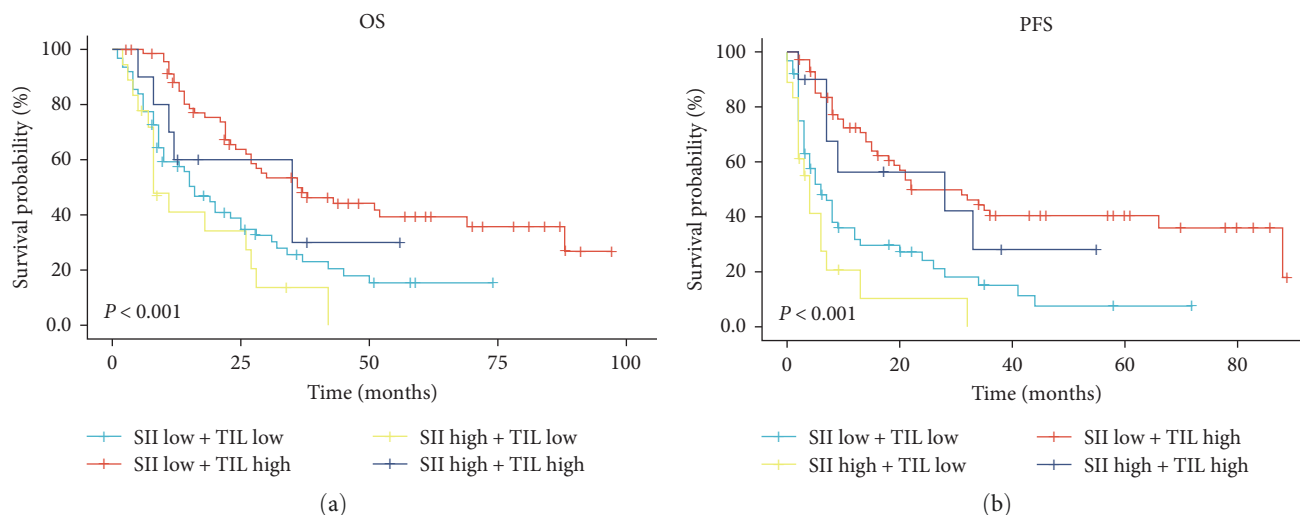 OS
Survival probability (%)
100
80
60
40
20
0.0
P < 0.001
0 25 50 75 100
Time (months)
SII low + TIL low SII high + TIL low
SII low + TIL high SII high + TIL high
(a)
PFS
Survival probability (%)
100
80
60
40
20
0.0
P < 0.001
0 20 40 60 80
Time (months)
SII low + TIL low SII low + TIL high
SII high + TIL low SII high + TIL high
(b)